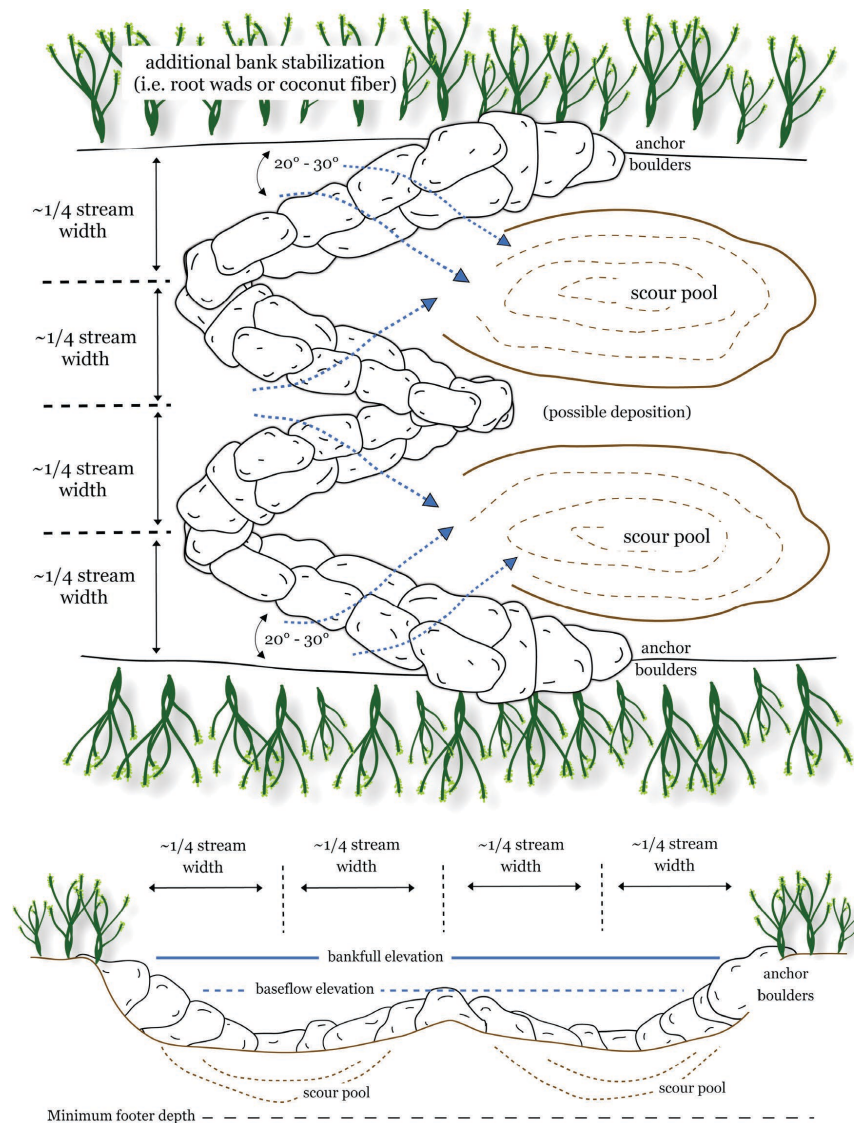 additional bank stabilization
(i.e. root wads or coconut fiber)
anchor
boulders
20° - 30°
~1/4 stream
width
scour pool
~1/4 stream
width
(possible deposition)
~1/4 stream
width
scour pool
~1/4 stream
width
20° - 30°
anchor
boulders
~1/4 stream
width
~1/4 stream
width
~1/4 stream
width
~1/4 stream
width
bankfull elevation
baseflow elevation
anchor
boulders
scour pool
scour pool
Minimum footer depth